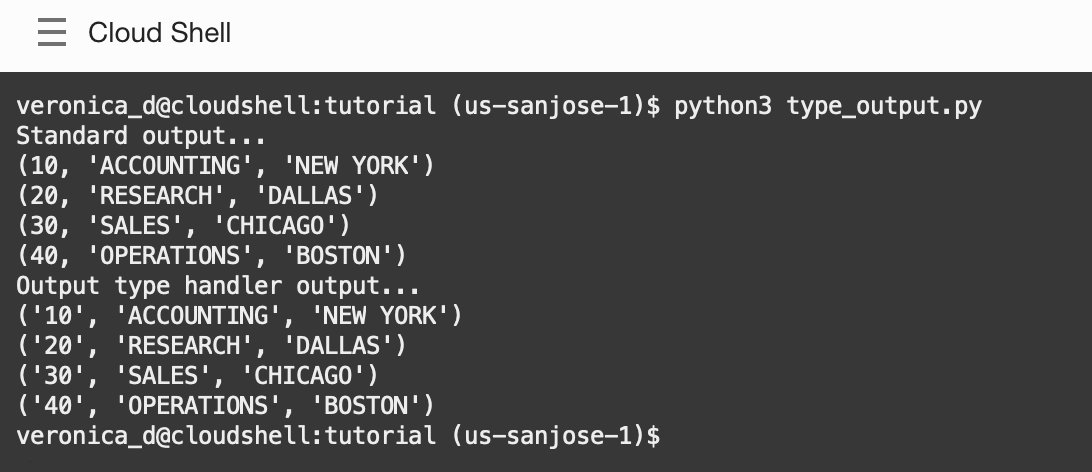 Cloud Shell
veronica_d@cloudshell:tutorial (us-sanjose-1)$ python3 type_output.py
Standard output...
(10, 'ACCOUNTING', 'NEW YORK')
(20, 'RESEARCH', 'DALLAS')
(30, 'SALES', 'CHICAGO')
(40, 'OPERATIONS', 'BOSTON')
Output type handler output...
('10', 'ACCOUNTING', 'NEW YORK')
('20', 'RESEARCH', 'DALLAS')
('30', 'SALES', 'CHICAGO')
('40', 'OPERATIONS', 'BOSTON')
veronica_d@cloudshell:tutorial (us-sanjose-1)$